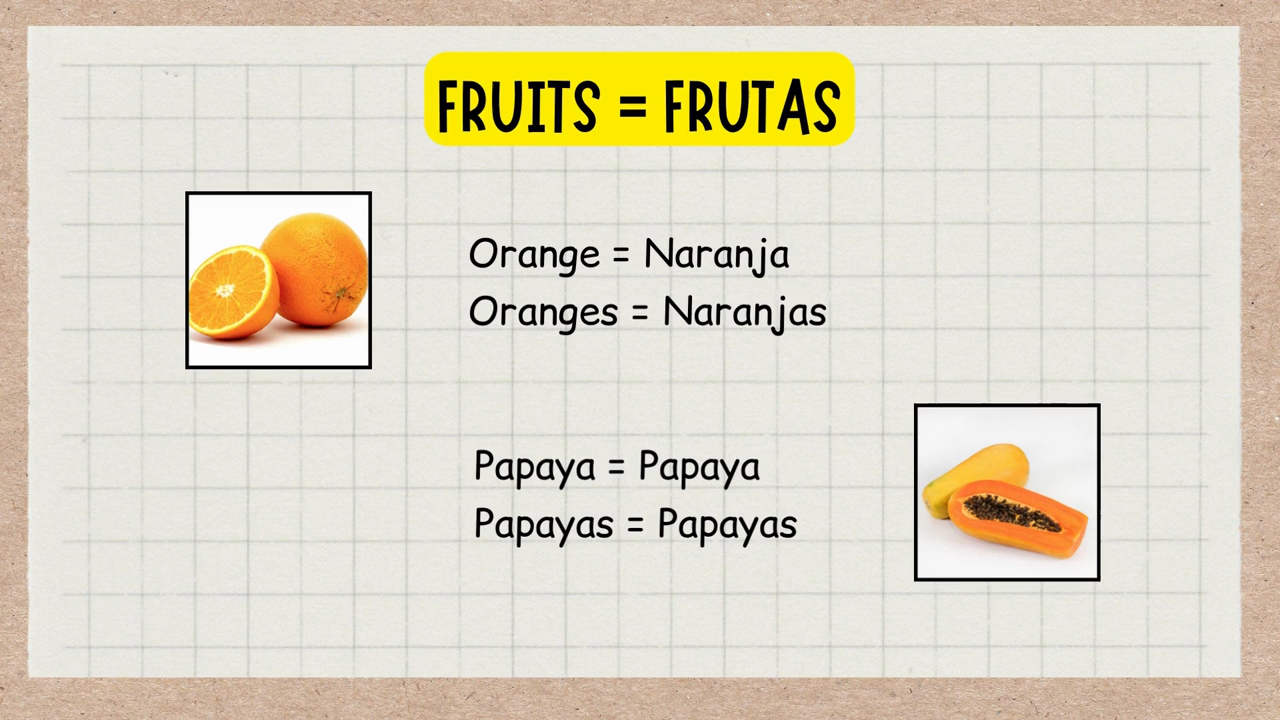 FRUITS = FRUTAS
Orange = Naranja
Oranges = Naranjas
Papaya = Papaya
Papayas = Papayas